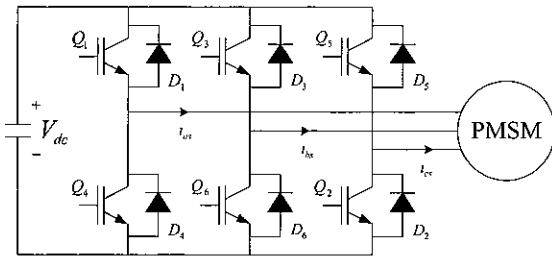 Q1 Q3 Q5
D1 D3 D5
+
Vdc
−
ias
ibs
ics
PMSM
Q4 Q6 Q2
D4 D6 D2